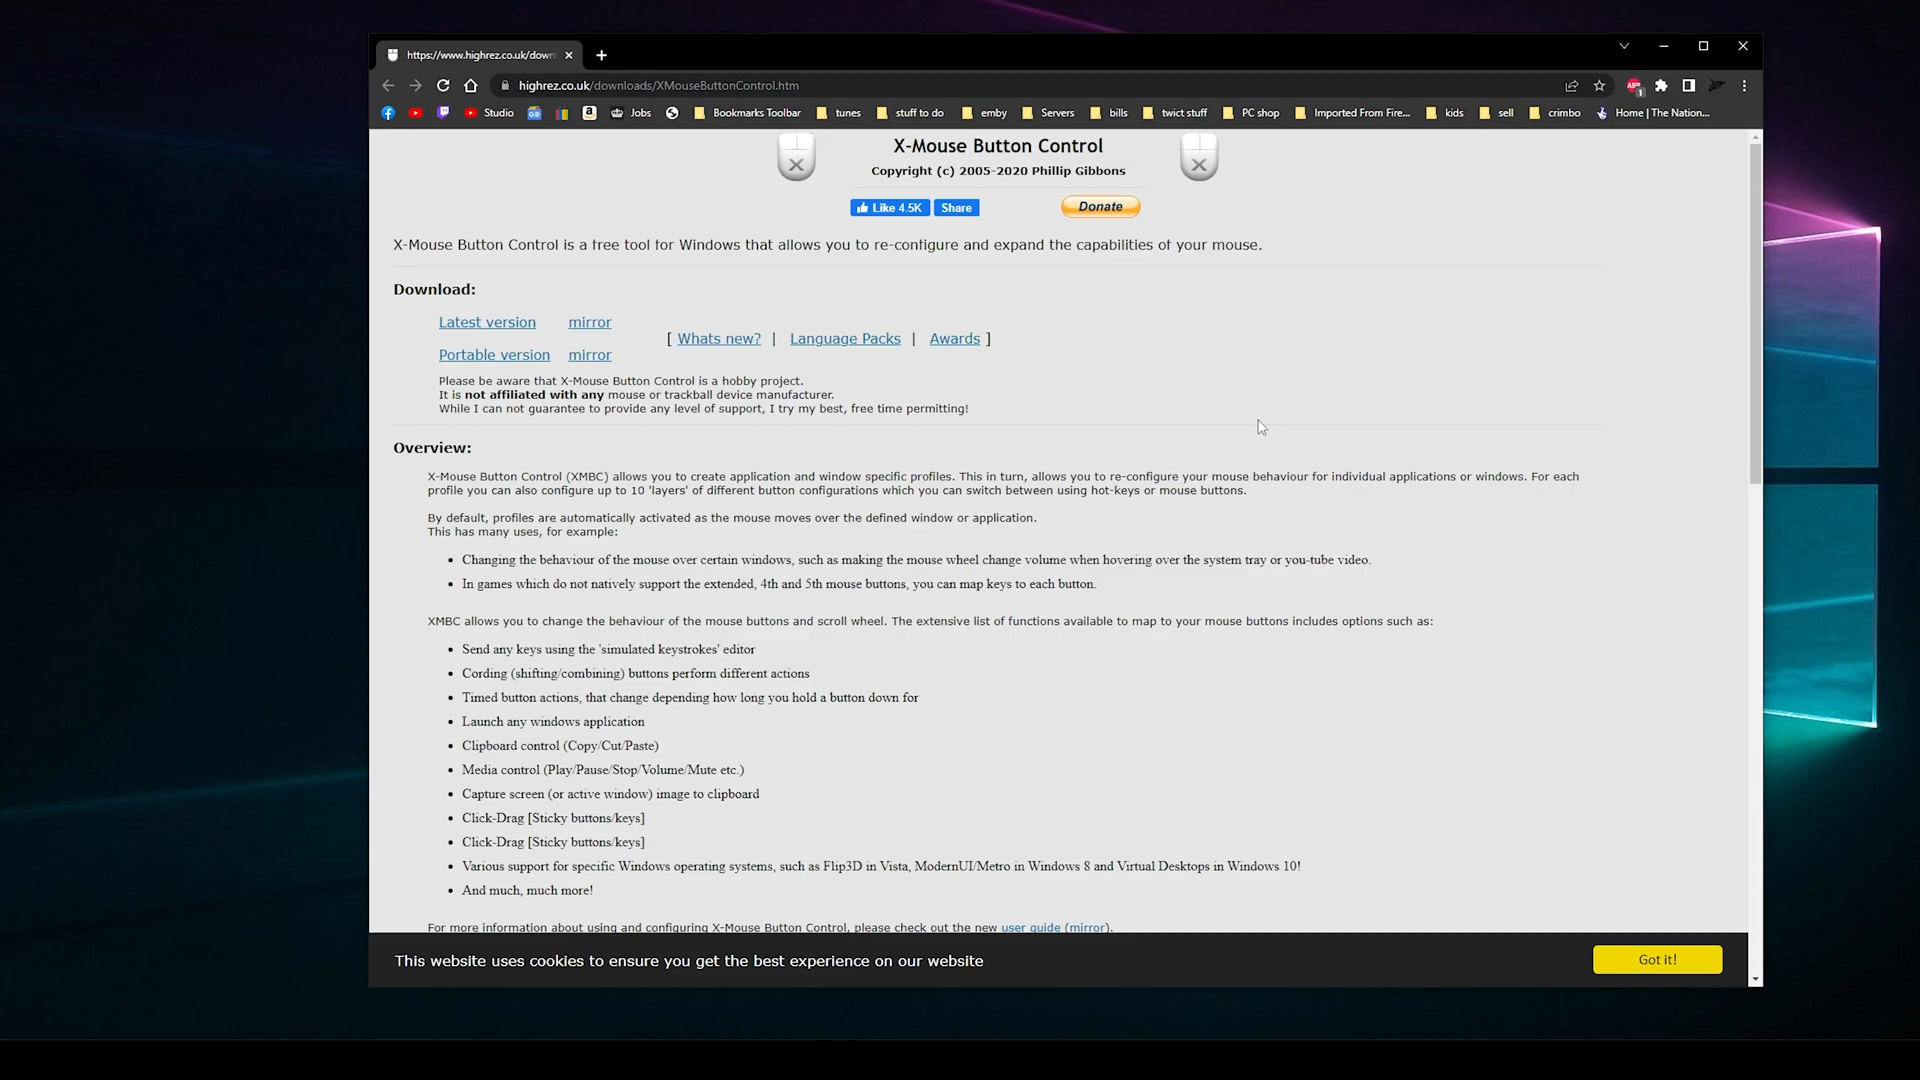 https://www.highrez.co.uk/down
highrez.co.uk/downloads/XMouseButtonControl.htm
1
Studio
Jobs
Bookmarks Toolbar
tunes
stuff to do
emby
Servers
bills
twict stuff
PC shop
Imported From Fire...
kids
sell
crimbo
Home | The Nation...
X-Mouse Button Control
Copyright (c) 2005-2020 Phillip Gibbons
Like 4.5K Share
Donate
X-Mouse Button Control is a free tool for Windows that allows you to re-configure and expand the capabilities of your mouse.
Download:
Latest version mirror
[ Whats new? | Language Packs | Awards ]
Portable version mirror
Please be aware that X-Mouse Button Control is a hobby project.
It is not affiliated with any mouse or trackball device manufacturer.
While I can not guarantee to provide any level of support, I try my best, free time permitting!
Overview:
X-Mouse Button Control (XMBC) allows you to create application and window specific profiles. This in turn, allows you to re-configure your mouse behaviour for individual applications or windows. For each
profile you can also configure up to 10 'layers' of different button configurations which you can switch between using hot-keys or mouse buttons.
By default, profiles are automatically activated as the mouse moves over the defined window or application.
This has many uses, for example:
• Changing the behaviour of the mouse over certain windows, such as making the mouse wheel change volume when hovering over the system tray or you-tube video.
• In games which do not natively support the extended, 4th and 5th mouse buttons, you can map keys to each button.
XMBC allows you to change the behaviour of the mouse buttons and scroll wheel. The extensive list of functions available to map to your mouse buttons includes options such as:
• Send any keys using the 'simulated keystrokes' editor
• Cording (shifting/combining) buttons perform different actions
• Timed button actions, that change depending how long you hold a button down for
• Launch any windows application
• Clipboard control (Copy/Cut/Paste)
• Media control (Play/Pause/Stop/Volume/Mute etc.)
• Capture screen (or active window) image to clipboard
• Click-Drag [Sticky buttons/keys]
• Click-Drag [Sticky buttons/keys]
• Various support for specific Windows operating systems, such as Flip3D in Vista, ModernUI/Metro in Windows 8 and Virtual Desktops in Windows 10!
• And much, much more!
For more information about using and configuring X-Mouse Button Control, please check out the new user guide (mirror).
This website uses cookies to ensure you get the best experience on our website
Got it!